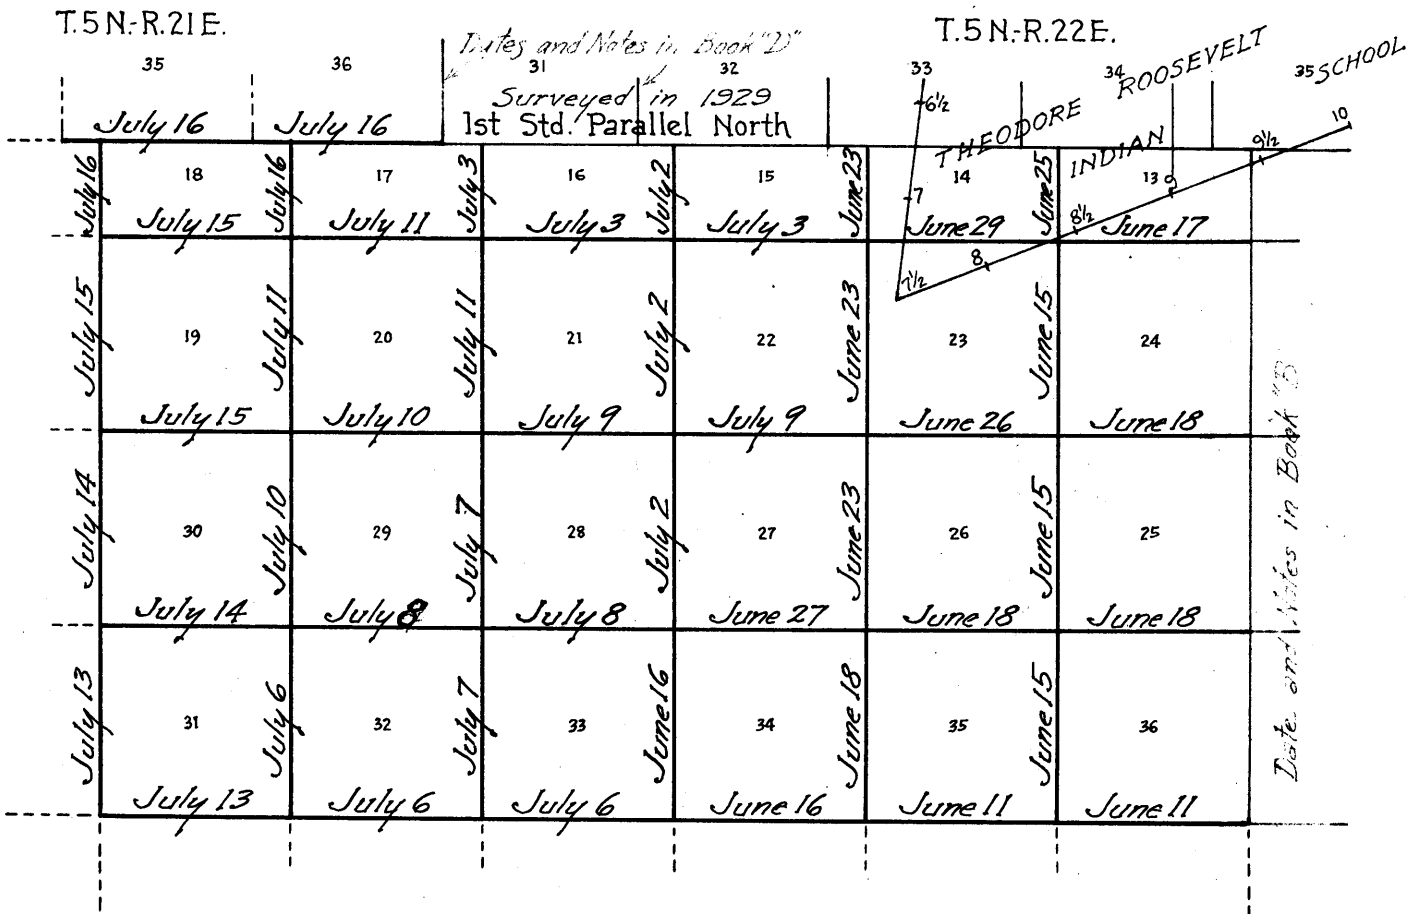 T.5N.-R.21E.
T.5N.-R.22E.
Dates and Notes in Book "D"
ROOSEVELT
SCHOOL
35 36 31 32 33 34 35
Surveyed in 1929
6½
THEODORE
10
July 16 July 16 1st Std. Parallel North
INDIAN
9½
July 16 18 July 16 17 July 3 16 July 2 15 June 23 14 June 25 13 9
7
July 15 July 11 July 3 July 3 June 29 8½ June 17
8
7½
July 15 19 July 11 20 July 11 21 July 2 22 June 23 23 June 15 24
July 15 July 10 July 9 July 9 June 26 June 18
Date and Notes in Book "B"
July 14 30 July 10 29 July 7 28 July 2 27 June 23 26 June 15 25
July 14 July 8 July 8 June 27 June 18 June 18
July 13 31 July 6 32 July 7 33 June 16 34 June 18 35 June 15 36
July 13 July 6 July 6 June 16 June 11 June 11